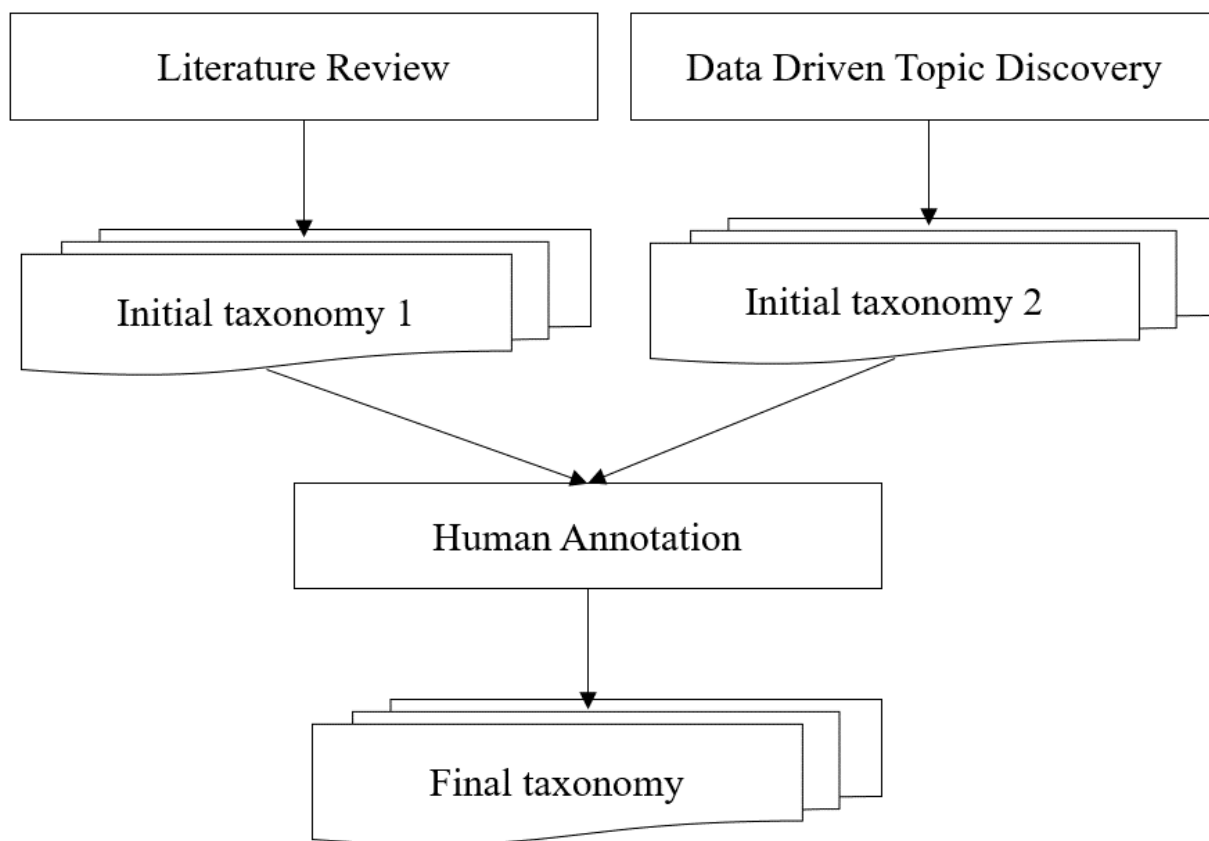 Literature Review
Data Driven Topic Discovery
Initial taxonomy 1
Initial taxonomy 2
Human Annotation
Final taxonomy